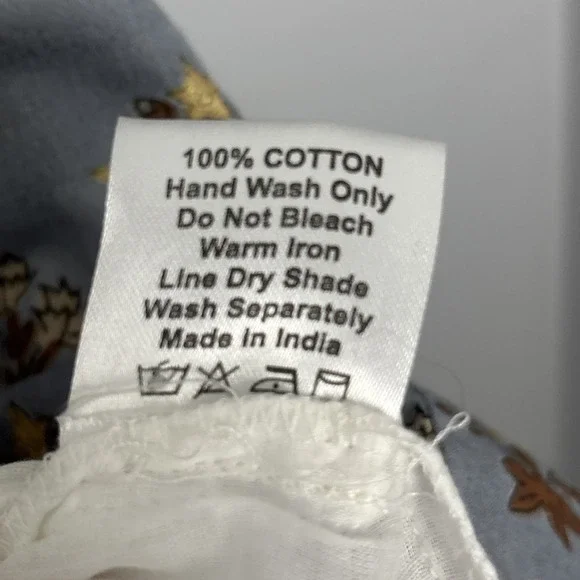 100% COTTON
Hand Wash Only
Do Not Bleach
Warm Iron
Line Dry Shade
Wash Separately
Made in India